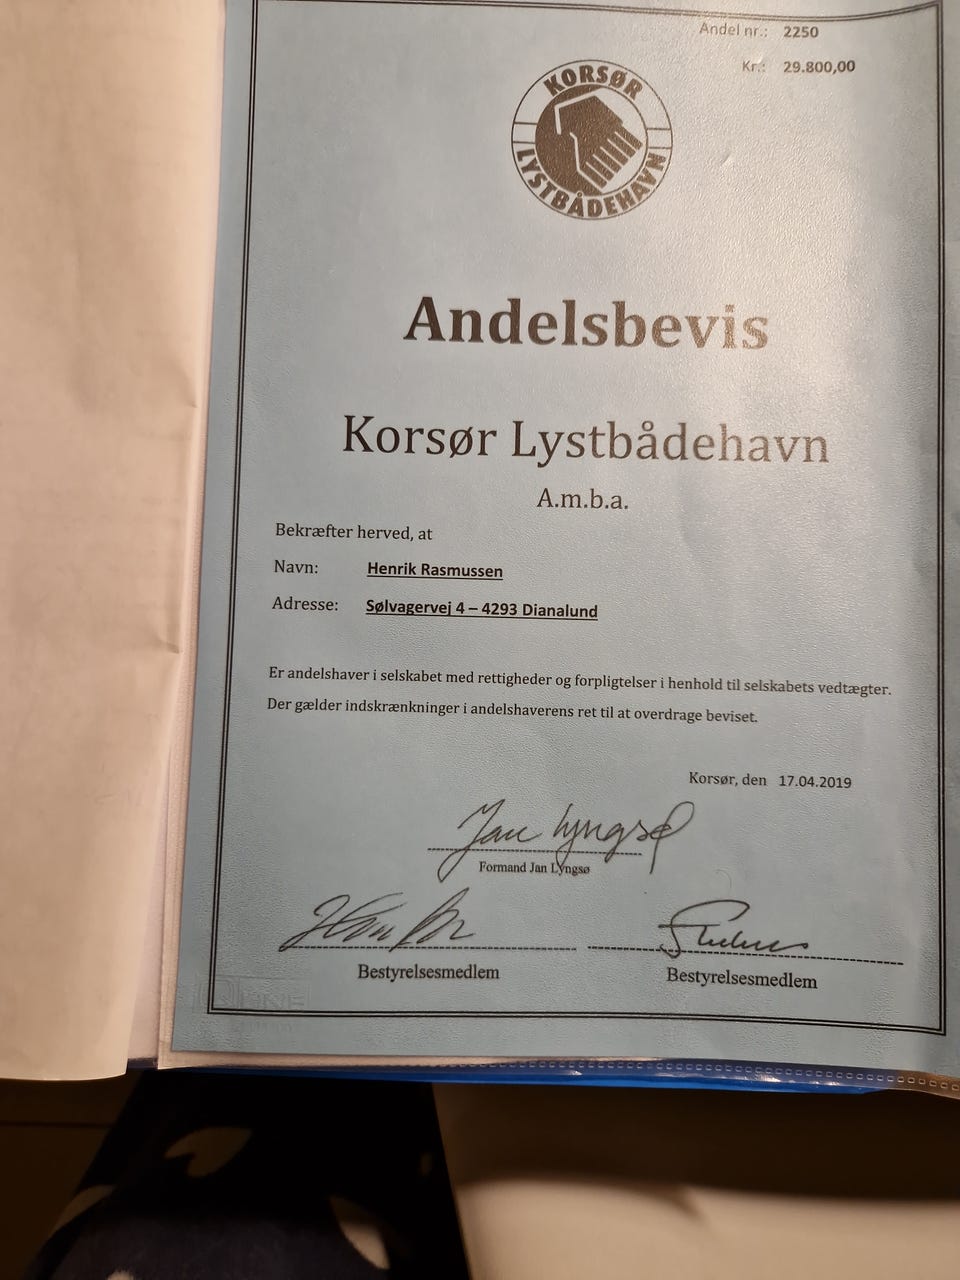 Andel nr.: 2250
Kr.: 29.800,00
KORSØR
LYSTBÅDEHAVN
Andelsbevis
Korsør Lystbådehavn
A.m.b.a.
Bekræfter herved, at
Navn: Henrik Rasmussen
Adresse: Sølvagervej 4 – 4293 Dianalund
Er andelshaver i selskabet med rettigheder og forpligtelser i henhold til selskabets vedtægter.
Der gælder indskrænkninger i andelshaverens ret til at overdrage beviset.
Korsør, den 17.04.2019
Jan Lyngsø
Formand Jan Lyngsø
Bestyrelsesmedlem
Bestyrelsesmedlem